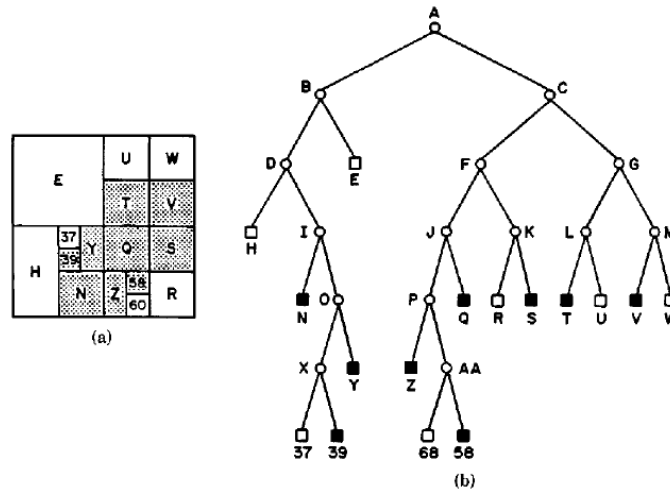 U W
E
T V
37
Y Q S
39
H
58
N Z R
60
(a)
A
B C
D F G
E
H I J K L M
N O P Q R S T U V W
X Y Z AA
37 39 68 58
(b)